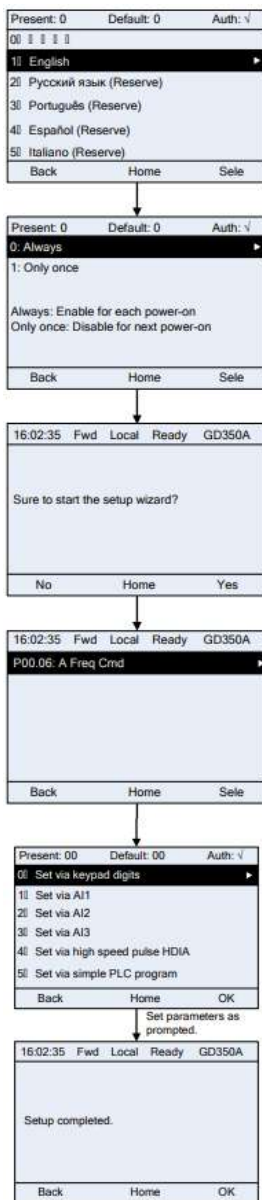 Present: 0 Default: 0 Auth: √
0
1 English
2 Русский язык (Reserve)
3 Português (Reserve)
4 Español (Reserve)
5 Italiano (Reserve)
Back Home Sele
Present: 0 Default: 0 Auth: √
0: Always
1: Only once
Always: Enable for each power-on
Only once: Disable for next power-on
Back Home Sele
16:02:35 Fwd Local Ready GD350A
Sure to start the setup wizard?
No Home Yes
16:02:35 Fwd Local Ready GD350A
P00.06: A Freq Cmd
Back Home Sele
Present: 00 Default: 00 Auth: √
0 Set via keypad digits
1 Set via AI1
2 Set via AI2
3 Set via AI3
4 Set via high speed pulse HDIA
5 Set via simple PLC program
Back Home OK
Set parameters as
prompted.
16:02:35 Fwd Local Ready GD350A
Setup completed.
Back Home OK